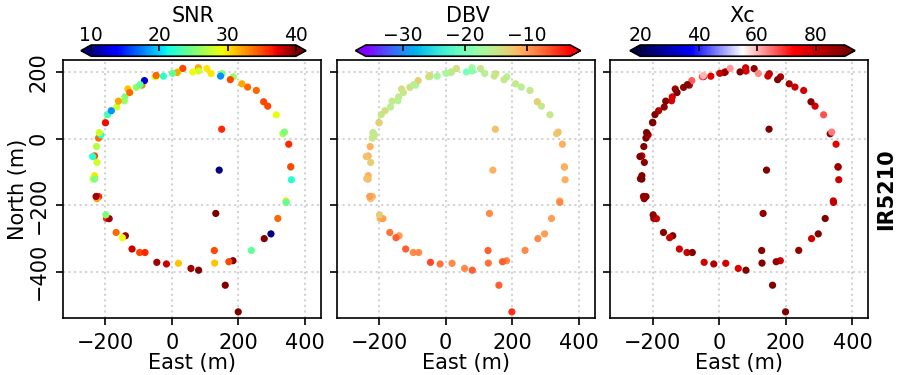 SNR DBV Xc
10 20 30 40 −30 −20 −10 20 40 60 80
200
0
−200
−400
North (m)
IR5210
−200 0 200 400 −200 0 200 400 −200 0 200 400
East (m) East (m) East (m)